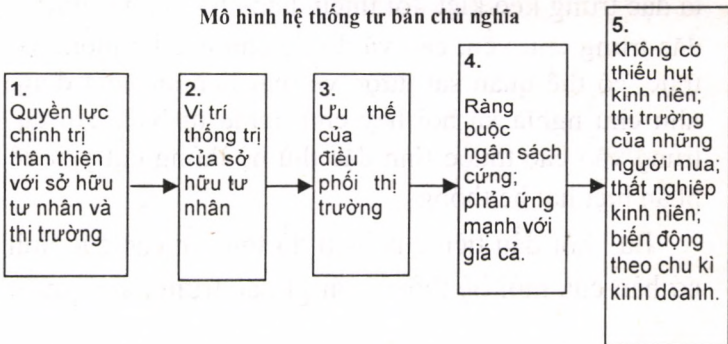 Mô hình hệ thống tư bản chủ nghĩa
1.
Quyền lực
chính trị
thân thiện
với sở hữu
tư nhân và
thị trường
2.
Vị trí
thống trị
của sở
hữu tư
nhân
3.
Ưu thế
của
điều
phối thị
trường
4.
Ràng
buộc
ngân sách
cứng;
phản ứng
mạnh với
giá cả.
5.
Không có
thiếu hụt
kinh niên;
thị trường
của những
người mua;
thất nghiệp
kinh niên;
biến động
theo chu kì
kinh doanh.